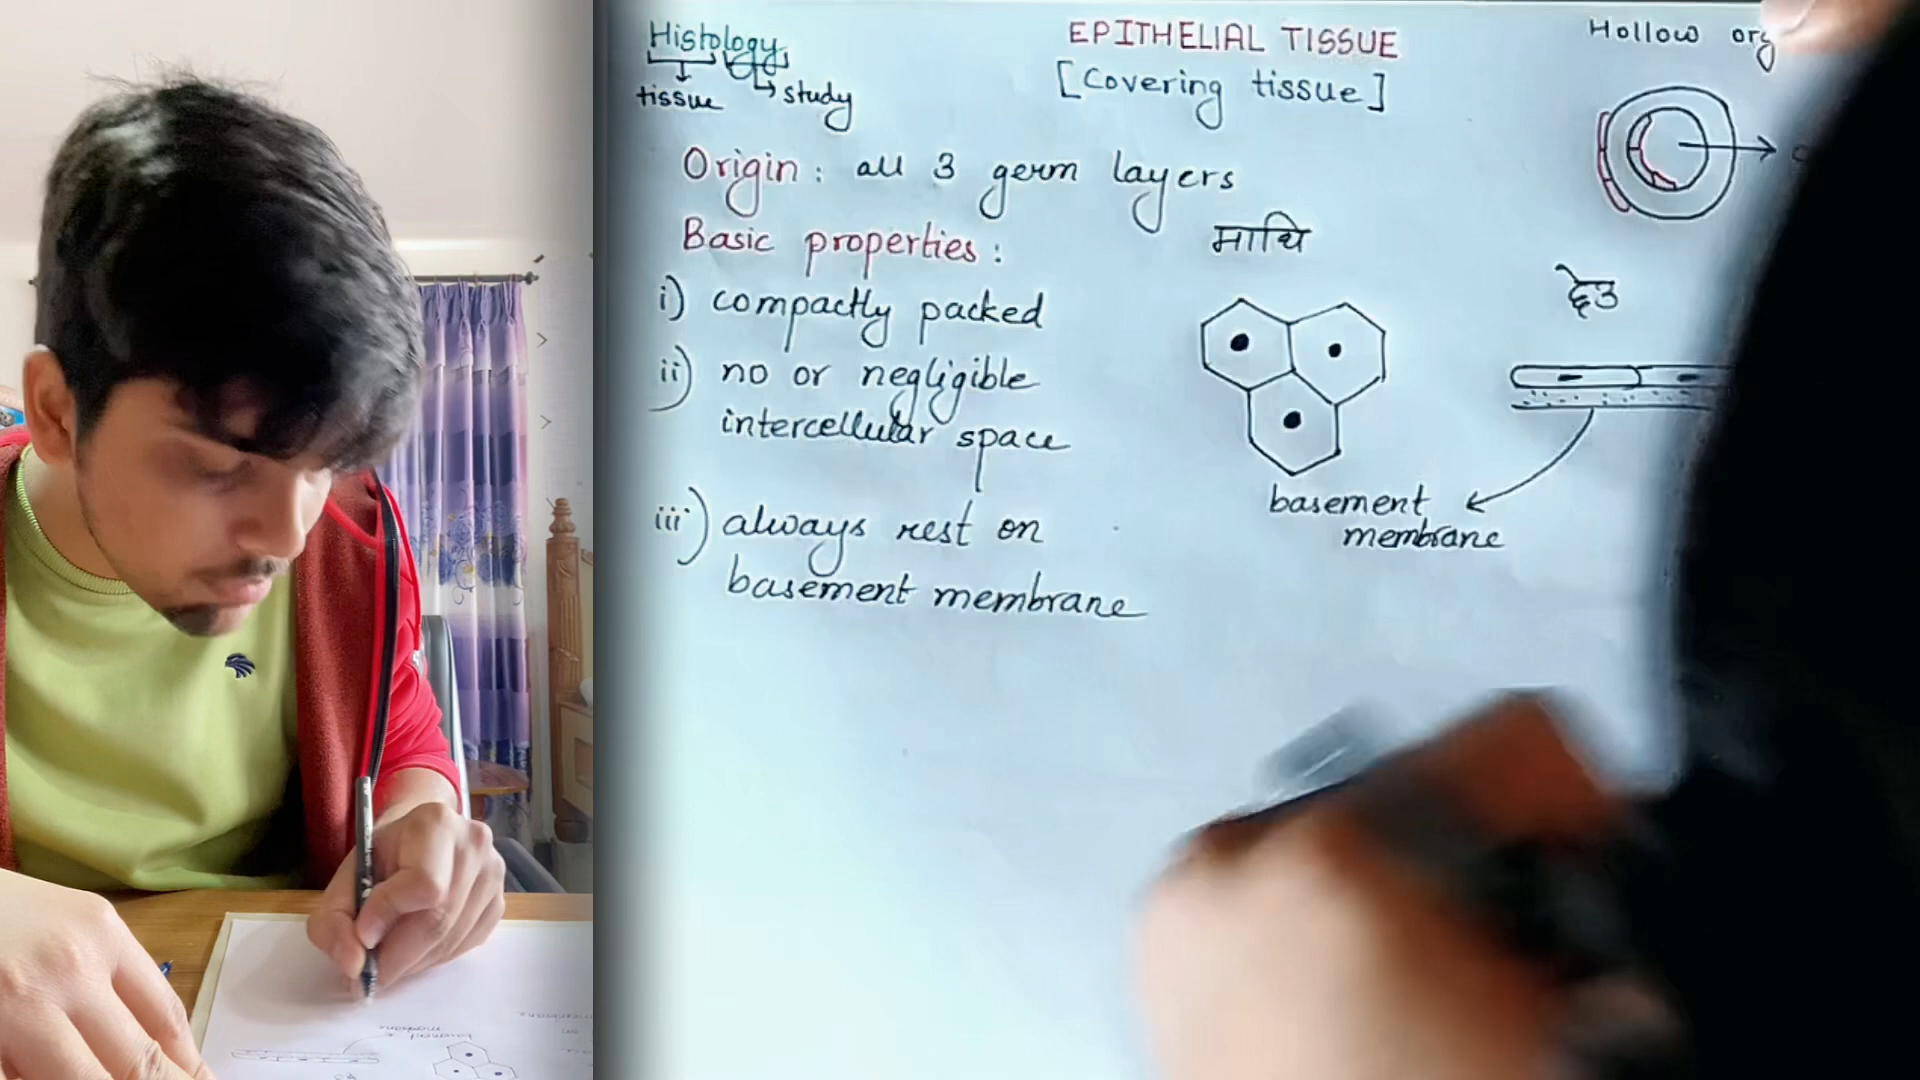 Histology
tissue
study
EPITHELIAL TISSUE
[Covering tissue]
Hollow
Origin: all 3 germ layers
Basic properties:
माथि
i) compactly packed
ii) no or negligible
intercellular space
iii) always rest on
basement membrane
basement
membrane